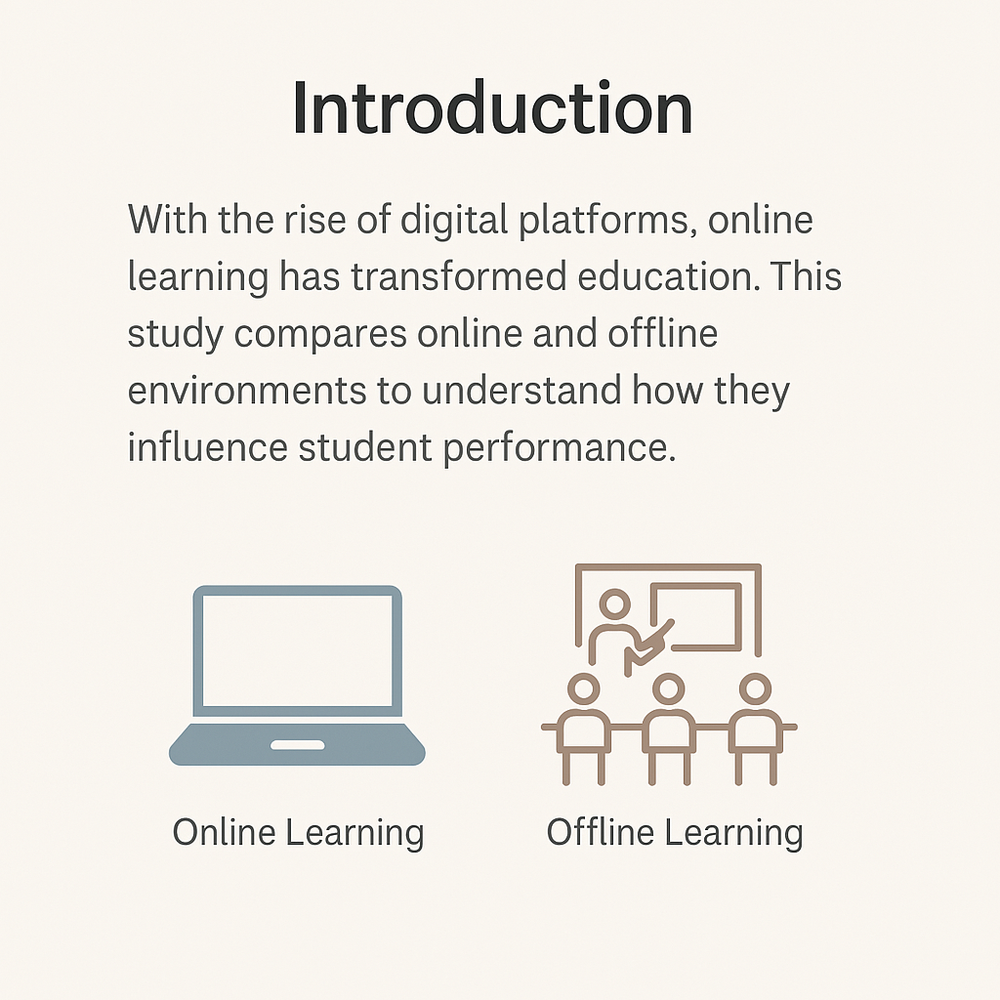 Introduction
With the rise of digital platforms, online
learning has transformed education. This
study compares online and offline
environments to understand how they
influence student performance.
Online Learning
Offline Learning